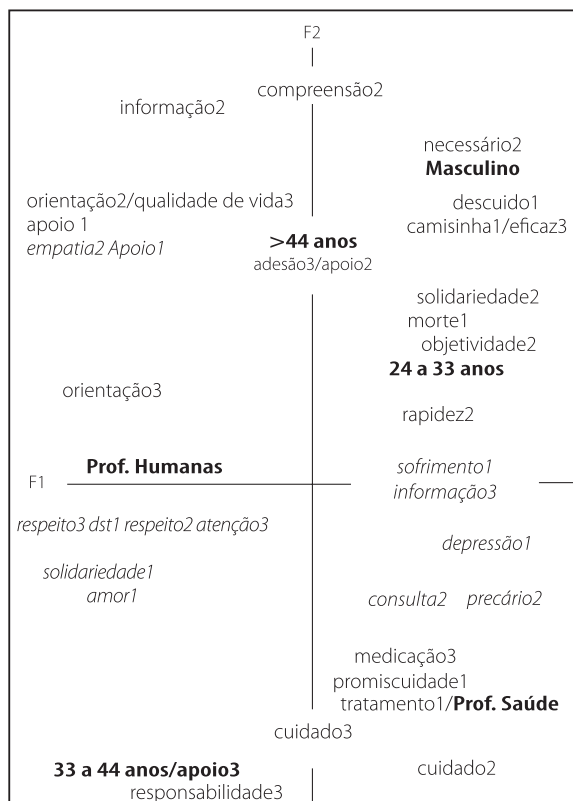 F2
compreensão2
informação2
necessário2
Masculino
orientação2/qualidade de vida3
descuido1
apoio 1
camisinha1/eficaz3
empatia2 Apoio1
>44 anos
adesão3/apoio2
solidariedade2
morte1
objetividade2
24 a 33 anos
orientação3
rapidez2
Prof. Humanas
sofrimento1
F1
informação3
respeito3 dst1 respeito2 atenção3
depressão1
solidariedade1
amor1
consulta2 precário2
medicação3
promiscuidade1
tratamento1/Prof. Saúde
cuidado3
33 a 44 anos/apoio3
cuidado2
responsabilidade3